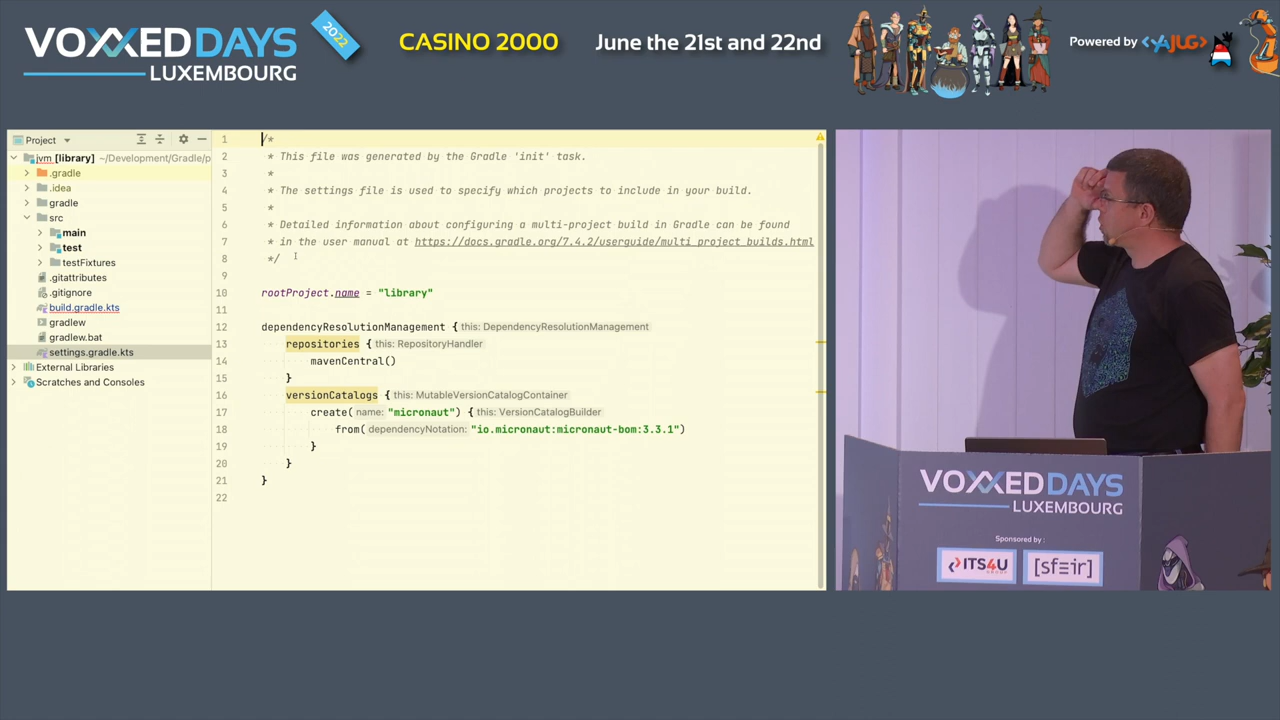 VOXXED DAYS
LUXEMBOURG
2022
CASINO 2000
June the 21st and 22nd
Powered by <YAJUG>
Project
jvm [library] ~/Development/Gradle/p
.gradle
.idea
gradle
src
main
test
testFixtures
.gitattributes
.gitignore
build.gradle.kts
gradlew
gradlew.bat
settings.gradle.kts
External Libraries
Scratches and Consoles
1 /*
2 * This file was generated by the Gradle 'init' task.
3 *
4 * The settings file is used to specify which projects to include in your build.
5 *
6 * Detailed information about configuring a multi-project build in Gradle can be found
7 * in the user manual at https://docs.gradle.org/7.4.2/userguide/multi_project_builds.html
8 */
9
10 rootProject.name = "library"
11
12 dependencyResolutionManagement { this: DependencyResolutionManagement
13 repositories { this: RepositoryHandler
14 mavenCentral()
15 }
16 versionCatalogs { this: MutableVersionCatalogContainer
17 create( name: "micronaut") { this: VersionCatalogBuilder
18 from( dependencyNotation: "io.micronaut:micronaut-bom:3.3.1")
19 }
20 }
21 }
22
VOXXED DAYS
LUXEMBOURG
Sponsored by :
ITS4U
GROUP
[sfeir]